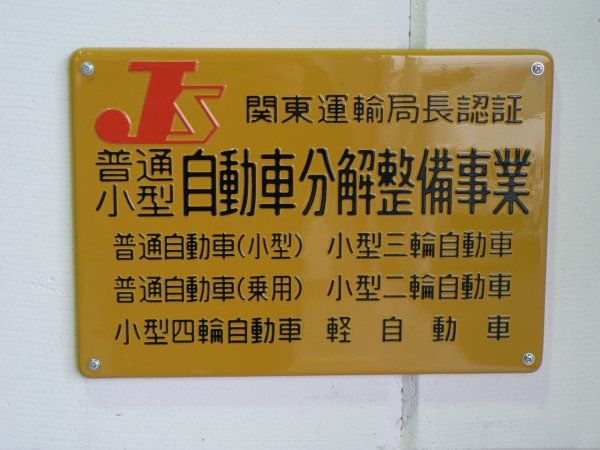 JS
関東運輸局長認証
普通
小型 自動車分解整備事業
普通自動車(小型) 小型三輪自動車
普通自動車(乗用) 小型二輪自動車
小型四輪自動車 軽自動車